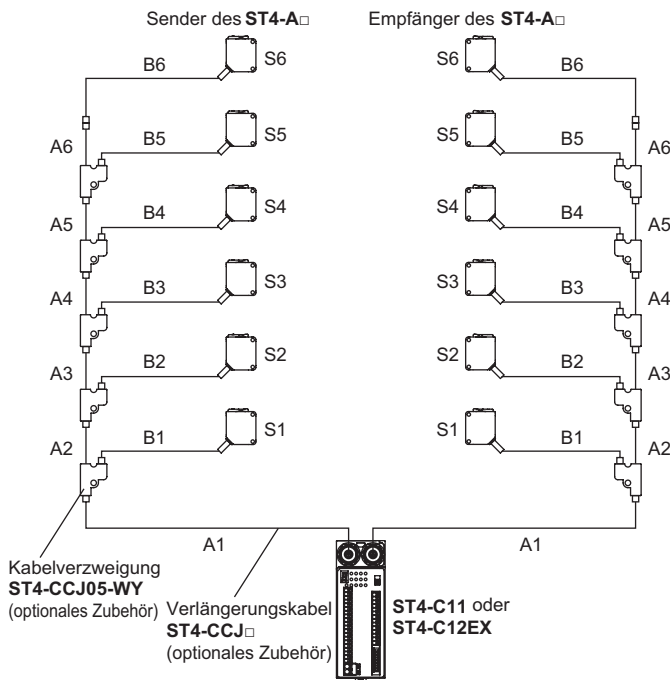 Sender des ST4-A□
Empfänger des ST4-A□
B6 S6 S6 B6
A6 B5 S5 S5 B5 A6
A5 B4 S4 S4 B4 A5
A4 B3 S3 S3 B3 A4
A3 B2 S2 S2 B2 A3
A2 B1 S1 S1 B1 A2
A1 A1
Kabelverzweigung
ST4-CCJ05-WY
(optionales Zubehör)
Verlängerungskabel
ST4-CCJ□
(optionales Zubehör)
ST4-C11 oder
ST4-C12EX